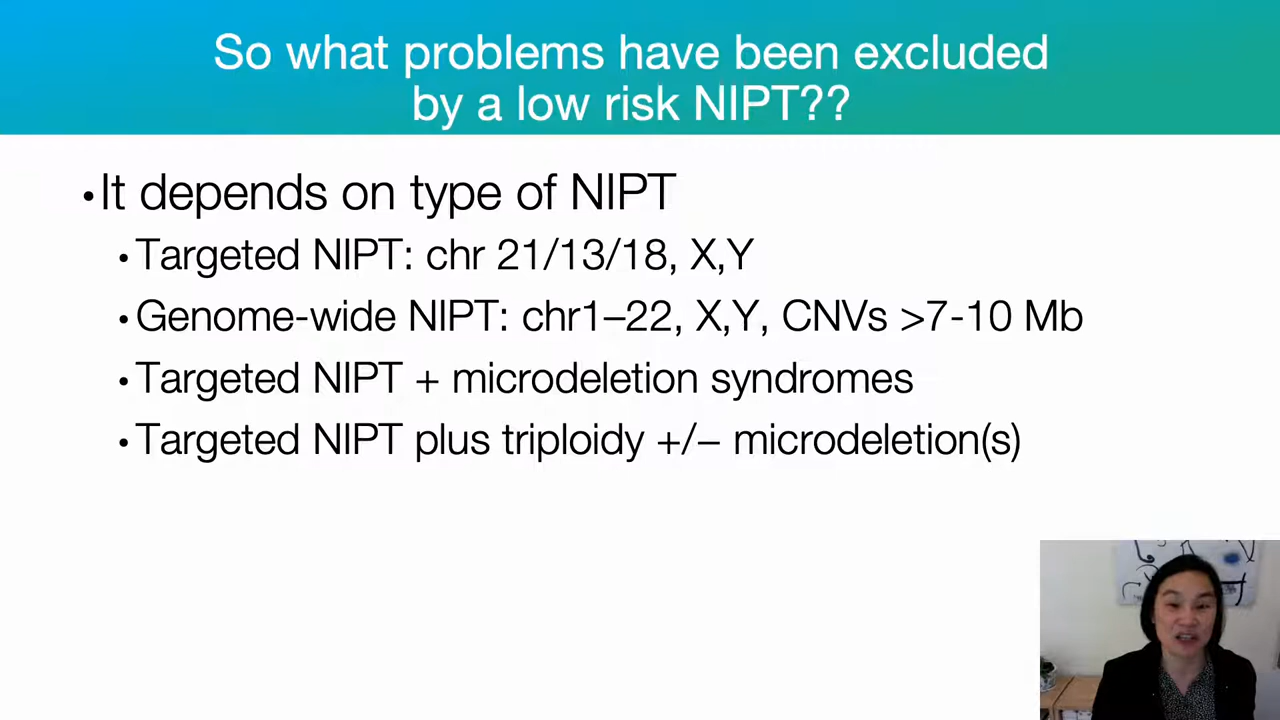 So what problems have been excluded
by a low risk NIPT??
•It depends on type of NIPT
•Targeted NIPT: chr 21/13/18, X,Y
•Genome-wide NIPT: chr1–22, X,Y, CNVs >7-10 Mb
•Targeted NIPT + microdeletion syndromes
•Targeted NIPT plus triploidy +/– microdeletion(s)